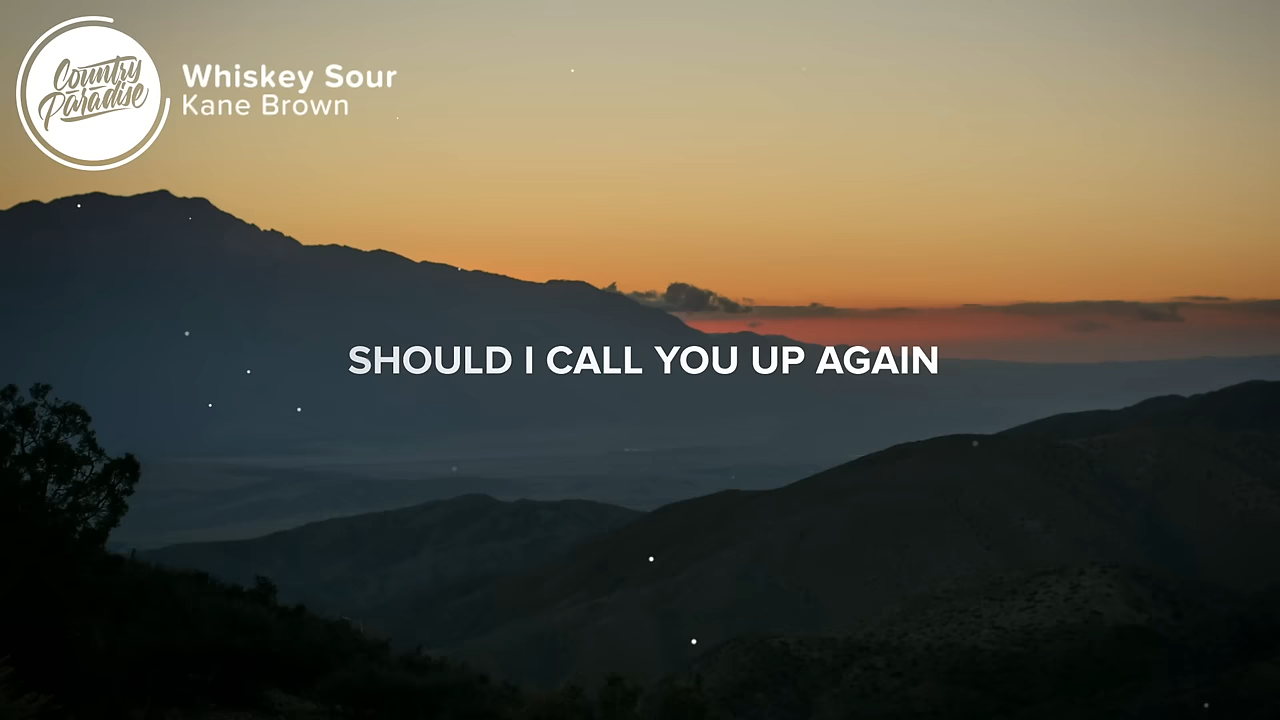 Country
Paradise
Whiskey Sour
Kane Brown
SHOULD I CALL YOU UP AGAIN